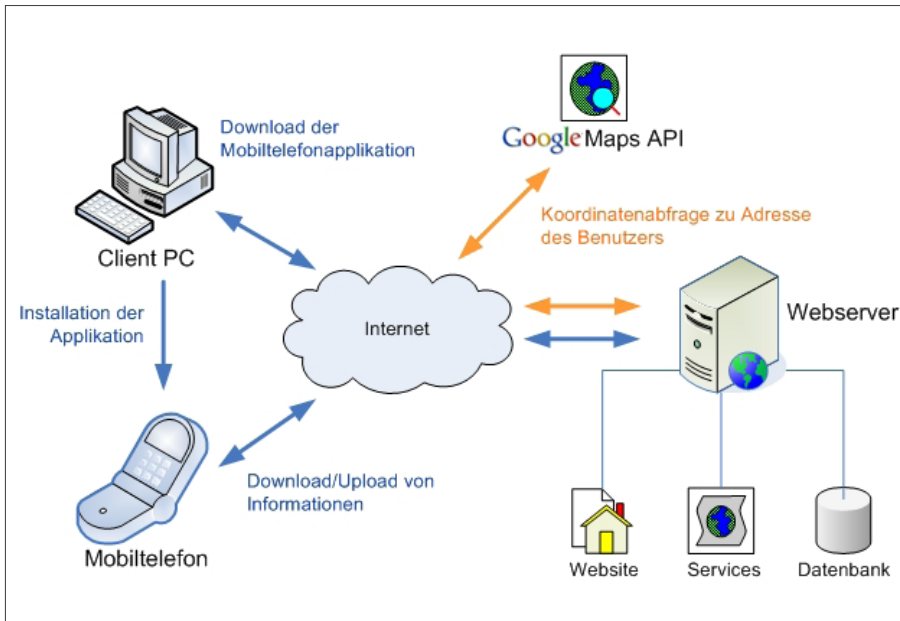 Download der
Mobiltelefonapplikation
Google Maps API
Koordinatenabfrage zu Adresse
des Benutzers
Client PC
Installation der
Applikation
Internet
Webserver
Download/Upload von
Informationen
Mobiltelefon
Website
Services
Datenbank